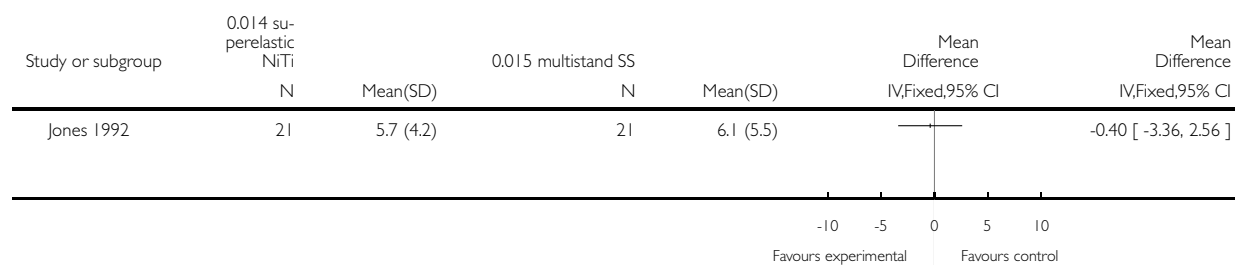 0.014 su-
perelastic
Study or subgroup NiTi 0.015 multistand SS Mean Difference Mean Difference
N Mean(SD) N Mean(SD) IV,Fixed,95% CI IV,Fixed,95% CI
Jones 1992 21 5.7 (4.2) 21 6.1 (5.5) -0.40 [ -3.36, 2.56 ]
-10 -5 0 5 10
Favours experimental Favours control